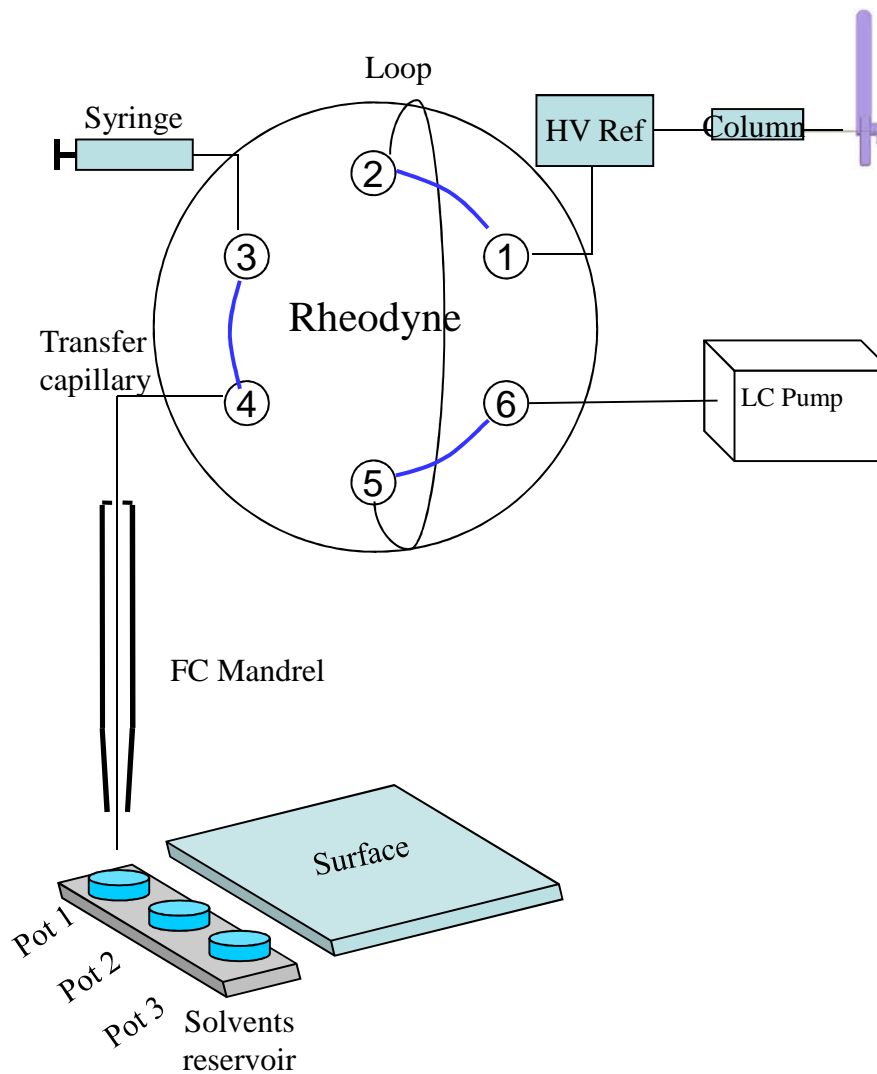 Loop
Syringe
HV Ref
Column
2
3
1
Rheodyne
Transfer
capillary
4
6
LC Pump
5
FC Mandrel
Surface
Pot 1
Pot 2
Pot 3
Solvents
reservoir